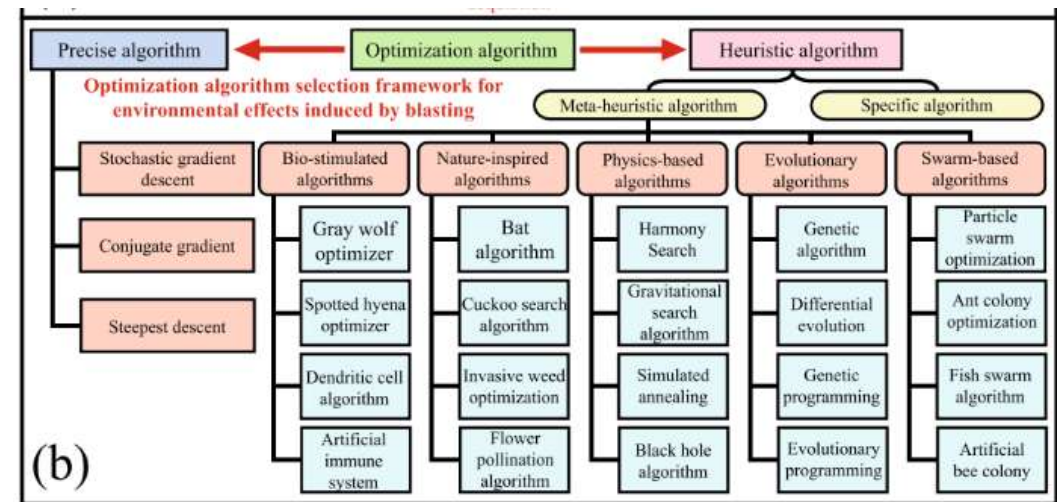 Precise algorithm
Optimization algorithm
Heuristic algorithm
Optimization algorithm selection framework for
environmental effects induced by blasting
Meta-heuristic algorithm
Specific algorithm
Stochastic gradient
descent
Conjugate gradient
Steepest descent
Bio-stimulated
algorithms
Gray wolf
optimizer
Spotted hyena
optimizer
Dendritic cell
algorithm
Artificial
immune
system
Nature-inspired
algorithms
Bat
algorithm
Cuckoo search
algorithm
Invasive weed
optimization
Flower
pollination
algorithm
Physics-based
algorithms
Harmony
Search
Gravitational
search
algorithm
Simulated
annealing
Black hole
algorithm
Evolutionary
algorithms
Genetic
algorithm
Differential
evolution
Genetic
programming
Evolutionary
programming
Swarm-based
algorithms
Particle
swarm
optimization
Ant colony
optimization
Fish swarm
algorithm
Artificial
bee colony
(b)